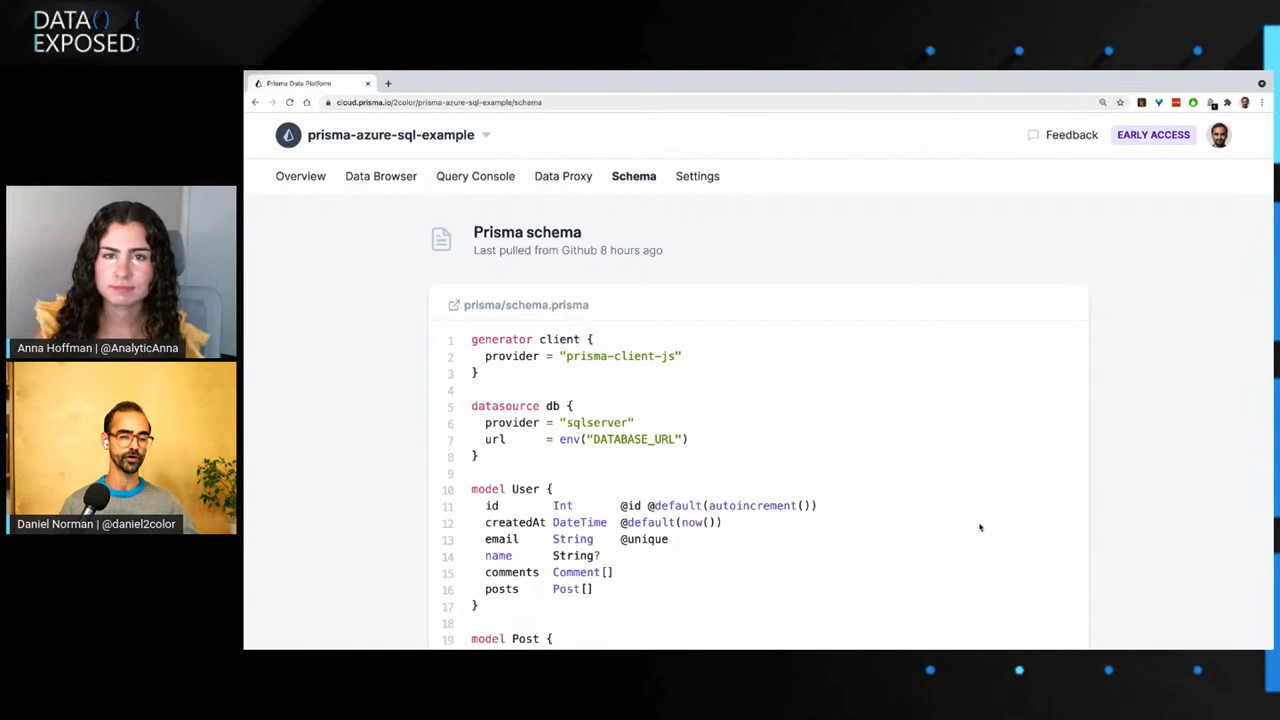 DATA() {
EXPOSED;
Prisma Data Platform
cloud.prisma.io/2color/prisma-azure-sql-example/schema
prisma-azure-sql-example
Feedback
EARLY ACCESS
Overview
Data Browser
Query Console
Data Proxy
Schema
Settings
Prisma schema
Last pulled from Github 8 hours ago
prisma/schema.prisma
1 generator client {
2 provider = "prisma-client-js"
3 }
4
5 datasource db {
6 provider = "sqlserver"
7 url = env("DATABASE_URL")
8 }
9
10 model User {
11 id Int @id @default(autoincrement())
12 createdAt DateTime @default(now())
13 email String @unique
14 name String?
15 comments Comment[]
16 posts Post[]
17 }
18
19 model Post {
Anna Hoffman | @AnalyticAnna
Daniel Norman | @daniel2color